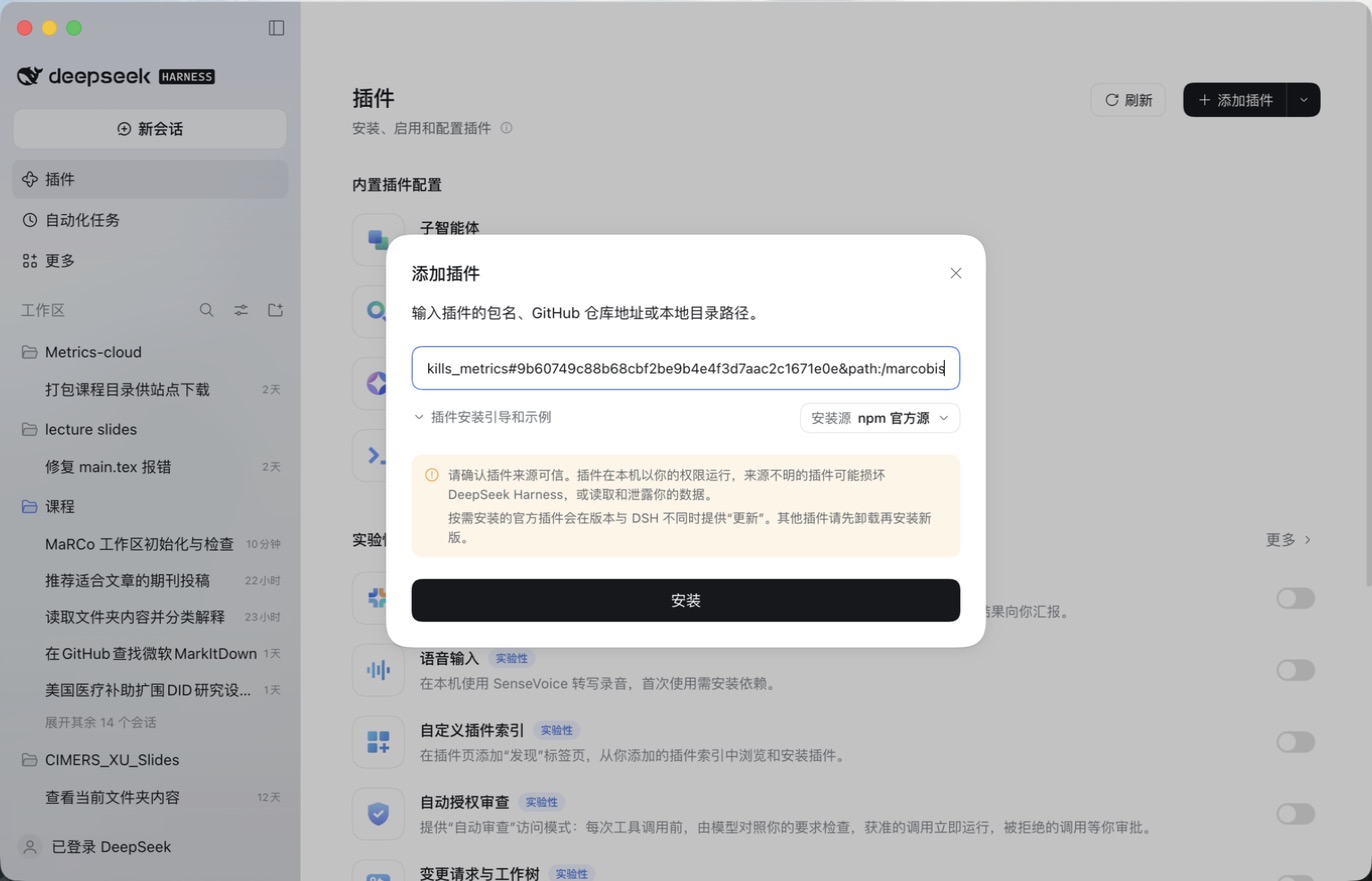 deepseek HARNESS
新会话
插件
自动化任务
更多
工作区
Metrics-cloud
打包课程目录供站点下载 2天
lecture slides
修复 main.tex 报错 2天
课程
MaRCo 工作区初始化与检查 10分钟
推荐适合文章的期刊投稿 22小时
读取文件夹内容并分类解释 23小时
在GitHub查找微软MarkItDown 1天
美国医疗补助扩围DID研究设... 1天
展开其余 14 个会话
CIMERS_XU_Slides
查看当前文件夹内容 12天
已登录 DeepSeek
插件
刷新
添加插件
安装、启用和配置插件
内置插件配置
子智能体
添加插件
输入插件的包名、GitHub 仓库地址或本地目录路径。
kills_metrics#9b60749c88b68cbf2be9b4e4f3d7aac2c1671e0e&path:/marcobis
插件安装引导和示例
安装源 npm 官方源
请确认插件来源可信。插件在本机以你的权限运行，来源不明的插件可能损坏
DeepSeek Harness，或读取和泄露你的数据。
按需安装的官方插件会在版本与 DSH 不同时提供“更新”。其他插件请先卸载再安装新
版。
安装
实验
更多
结果向你汇报。
语音输入 实验性
在本机使用 SenseVoice 转写录音，首次使用需安装依赖。
自定义插件索引 实验性
在插件页添加“发现”标签页，从你添加的插件索引中浏览和安装插件。
自动授权审查 实验性
提供“自动审查”访问模式：每次工具调用前，由模型对照你的要求检查，获准的调用立即运行，被拒绝的调用等你审批。
变更请求与工作树 实验性